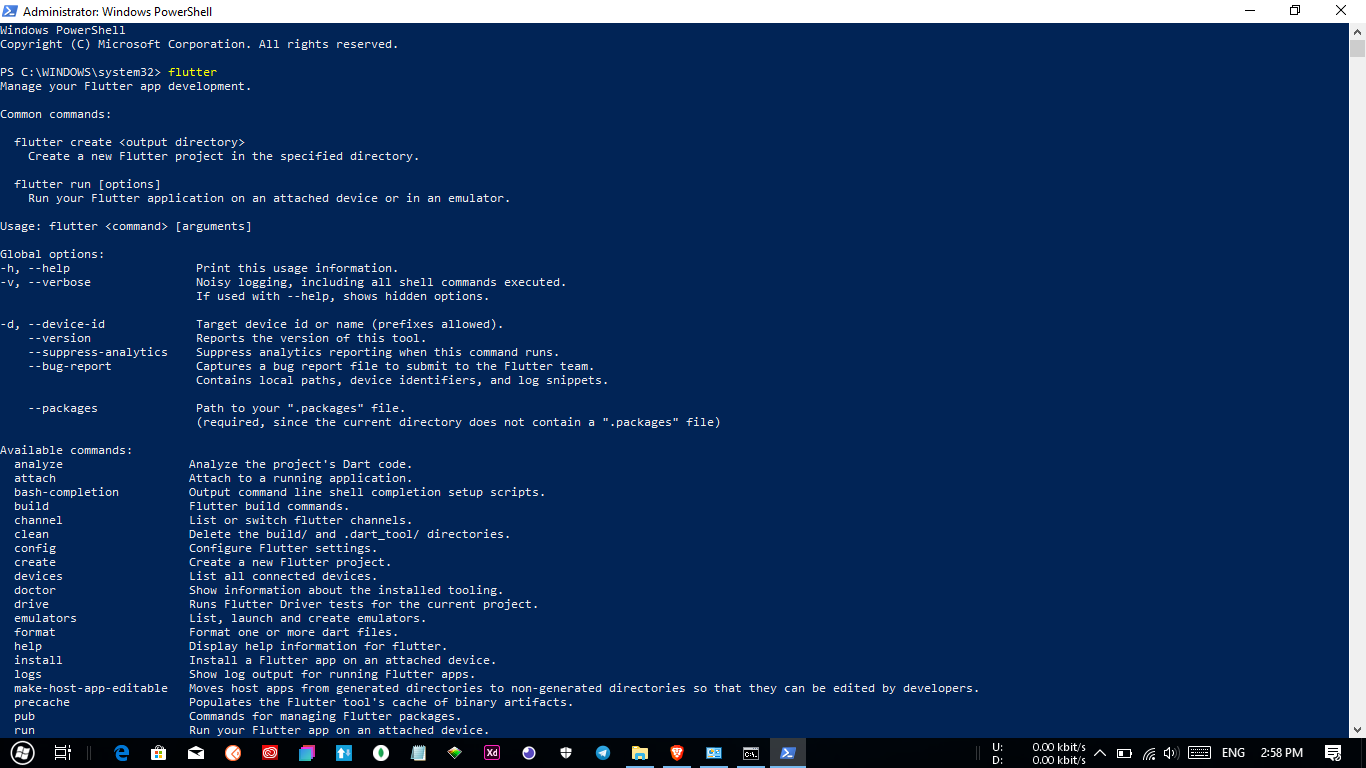 Administrator: Windows PowerShell
Windows PowerShell
Copyright (C) Microsoft Corporation. All rights reserved.
PS C:\WINDOWS\system32> flutter
Manage your Flutter app development.
Common commands:
flutter create <output directory>
Create a new Flutter project in the specified directory.
flutter run [options]
Run your Flutter application on an attached device or in an emulator.
Usage: flutter <command> [arguments]
Global options:
-h, --help Print this usage information.
-v, --verbose Noisy logging, including all shell commands executed.
If used with --help, shows hidden options.
-d, --device-id Target device id or name (prefixes allowed).
--version Reports the version of this tool.
--suppress-analytics Suppress analytics reporting when this command runs.
--bug-report Captures a bug report file to submit to the Flutter team.
Contains local paths, device identifiers, and log snippets.
--packages Path to your ".packages" file.
(required, since the current directory does not contain a ".packages" file)
Available commands:
analyze Analyze the project's Dart code.
attach Attach to a running application.
bash-completion Output command line shell completion setup scripts.
build Flutter build commands.
channel List or switch flutter channels.
clean Delete the build/ and .dart_tool/ directories.
config Configure Flutter settings.
create Create a new Flutter project.
devices List all connected devices.
doctor Show information about the installed tooling.
drive Runs Flutter Driver tests for the current project.
emulators List, launch and create emulators.
format Format one or more dart files.
help Display help information for flutter.
install Install a Flutter app on an attached device.
logs Show log output for running Flutter apps.
make-host-app-editable Moves host apps from generated directories to non-generated directories so that they can be edited by developers.
precache Populates the Flutter tool's cache of binary artifacts.
pub Commands for managing Flutter packages.
run Run your Flutter app on an attached device.
Xd
C:\.
U: 0.00 kbit/s
D: 0.00 kbit/s
ENG
2:58 PM